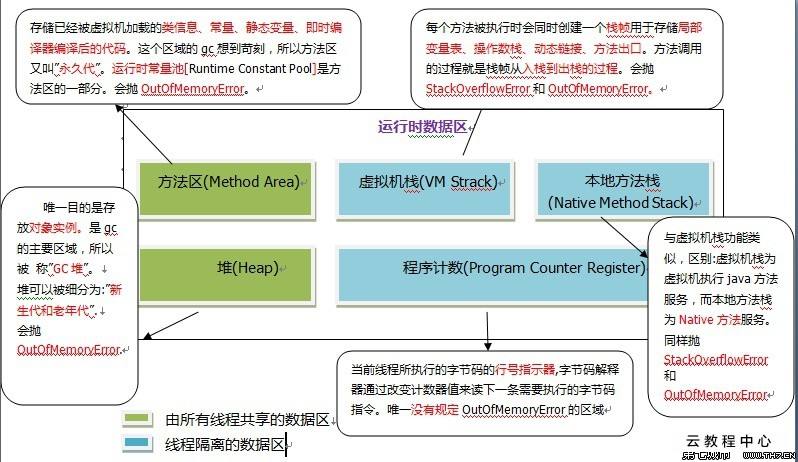 存储已经被虚拟机加载的类信息、常量、静态变量、即时编
译器编译后的代码。这个区域的 gc 想到苛刻，所以方法区
又叫"永久代"。运行时常量池[Runtime Constant Pool]是方
法区的一部分。会抛 OutOfMemoryError。
每个方法被执行时会同时创建一个栈帧用于存储局部
变量表、操作数栈、动态链接、方法出口。方法调用
的过程就是栈帧从入栈到出栈的过程。会抛
StackOverflowError 和 OutOfMemoryError。
运行时数据区
方法区(Method Area)
虚拟机栈(VM Strack)
本地方法栈
(Native Method Stack)
唯一目的是存
放对象实例。是 gc
的主要区域，所以
被 称"GC 堆"。
堆可以被细分为:"新
生代和老年代".
会抛
OutOfMemoryError.
堆(Heap)
程序计数(Program Counter Register)
与虚拟机栈功能类
似，区别:虚拟机栈为
虚拟机执行 java 方法
服务，而本地方法栈
为 Native 方法服务。
同样抛
StackOverflowError
和
OutOfMemoryError
当前线程所执行的字节码的行号指示器,字节码解释
器通过改变计数器值来读下一条需要执行的字节码
指令。唯一没有规定 OutOfMemoryError 的区域
由所有线程共享的数据区
线程隔离的数据区
云教程中心
WWW.TH7.CN